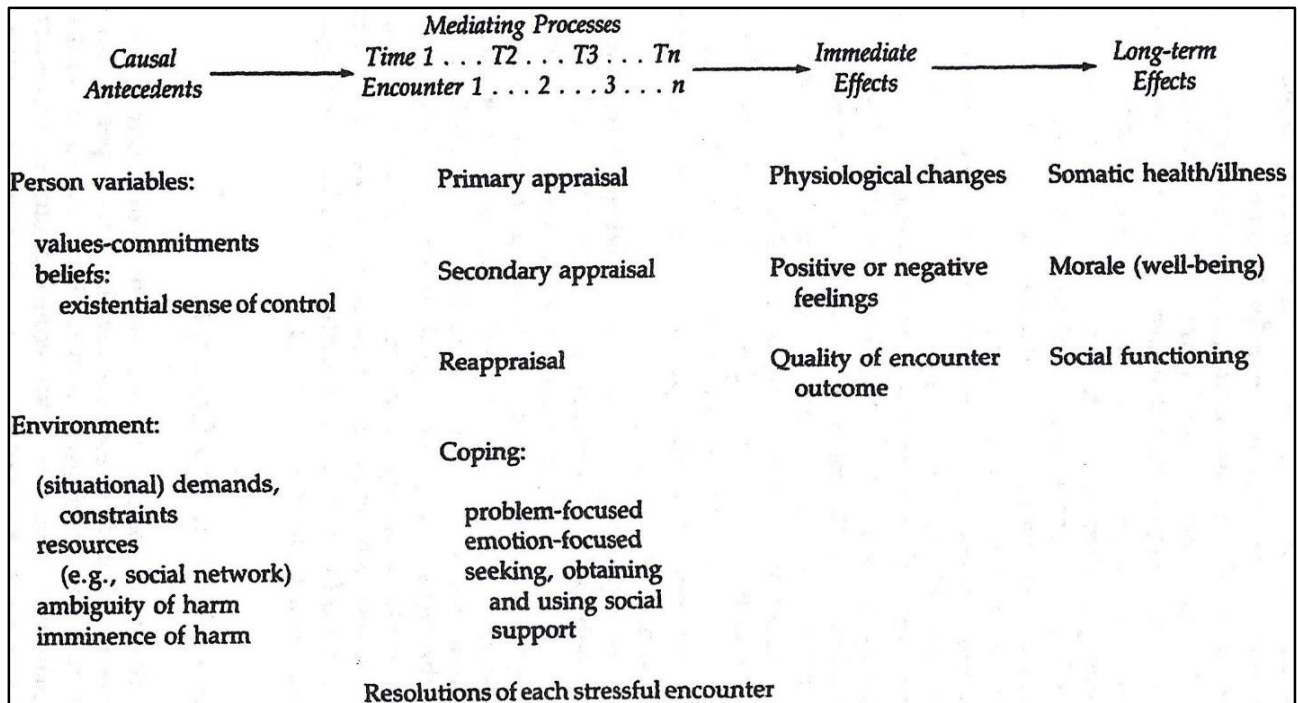 Causal
Antecedents
Mediating Processes
Time 1 . . . T2 . . . T3 . . . Tn
Encounter 1 . . . 2 . . . 3 . . . n
Immediate
Effects
Long-term
Effects
Person variables:
values-commitments
beliefs:
existential sense of control
Environment:
(situational) demands,
constraints
resources
(e.g., social network)
ambiguity of harm
imminence of harm
Primary appraisal
Secondary appraisal
Reappraisal
Coping:
problem-focused
emotion-focused
seeking, obtaining
and using social
support
Resolutions of each stressful encounter
Physiological changes
Positive or negative
feelings
Quality of encounter
outcome
Somatic health/illness
Morale (well-being)
Social functioning